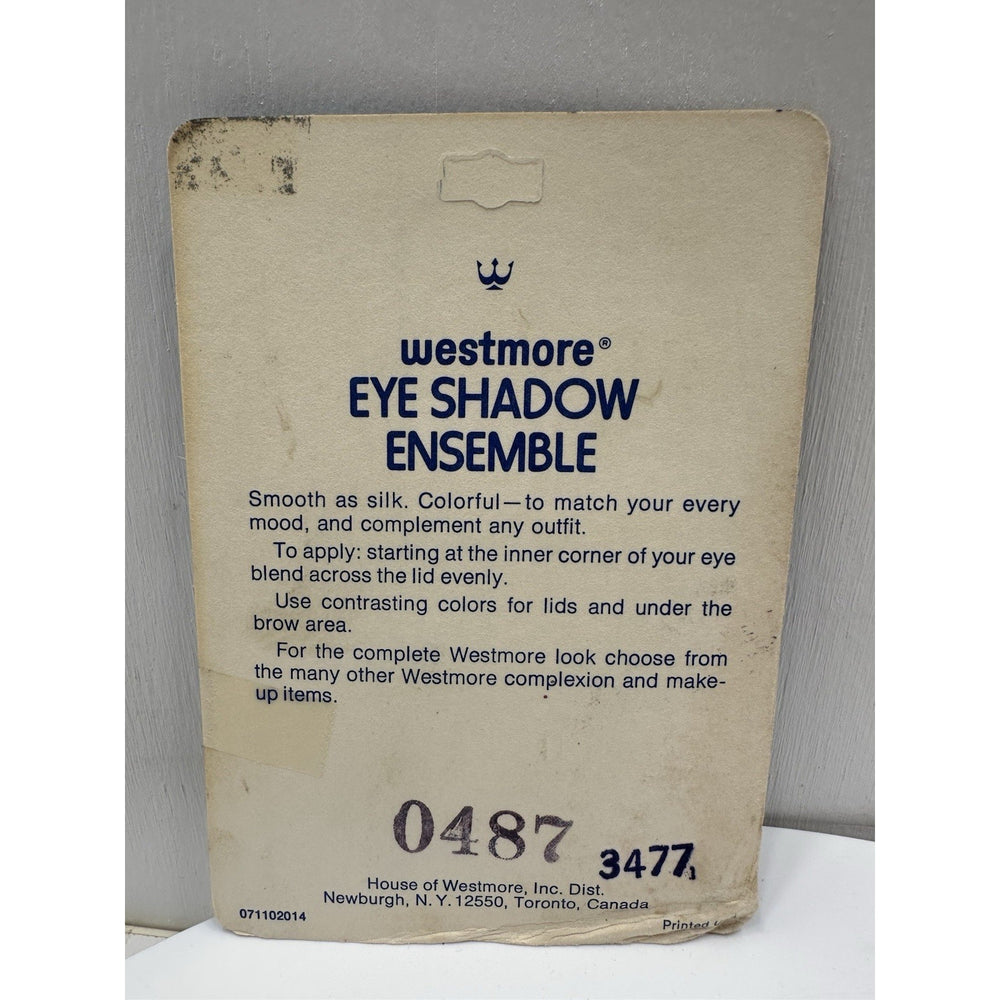 westmore®
EYE SHADOW
ENSEMBLE
Smooth as silk. Colorful—to match your every
mood, and complement any outfit.
To apply: starting at the inner corner of your eye
blend across the lid evenly.
Use contrasting colors for lids and under the
brow area.
For the complete Westmore look choose from
the many other Westmore complexion and make-
up items.
0487
3477
House of Westmore, Inc. Dist.
Newburgh, N. Y. 12550, Toronto, Canada
071102014
Printed